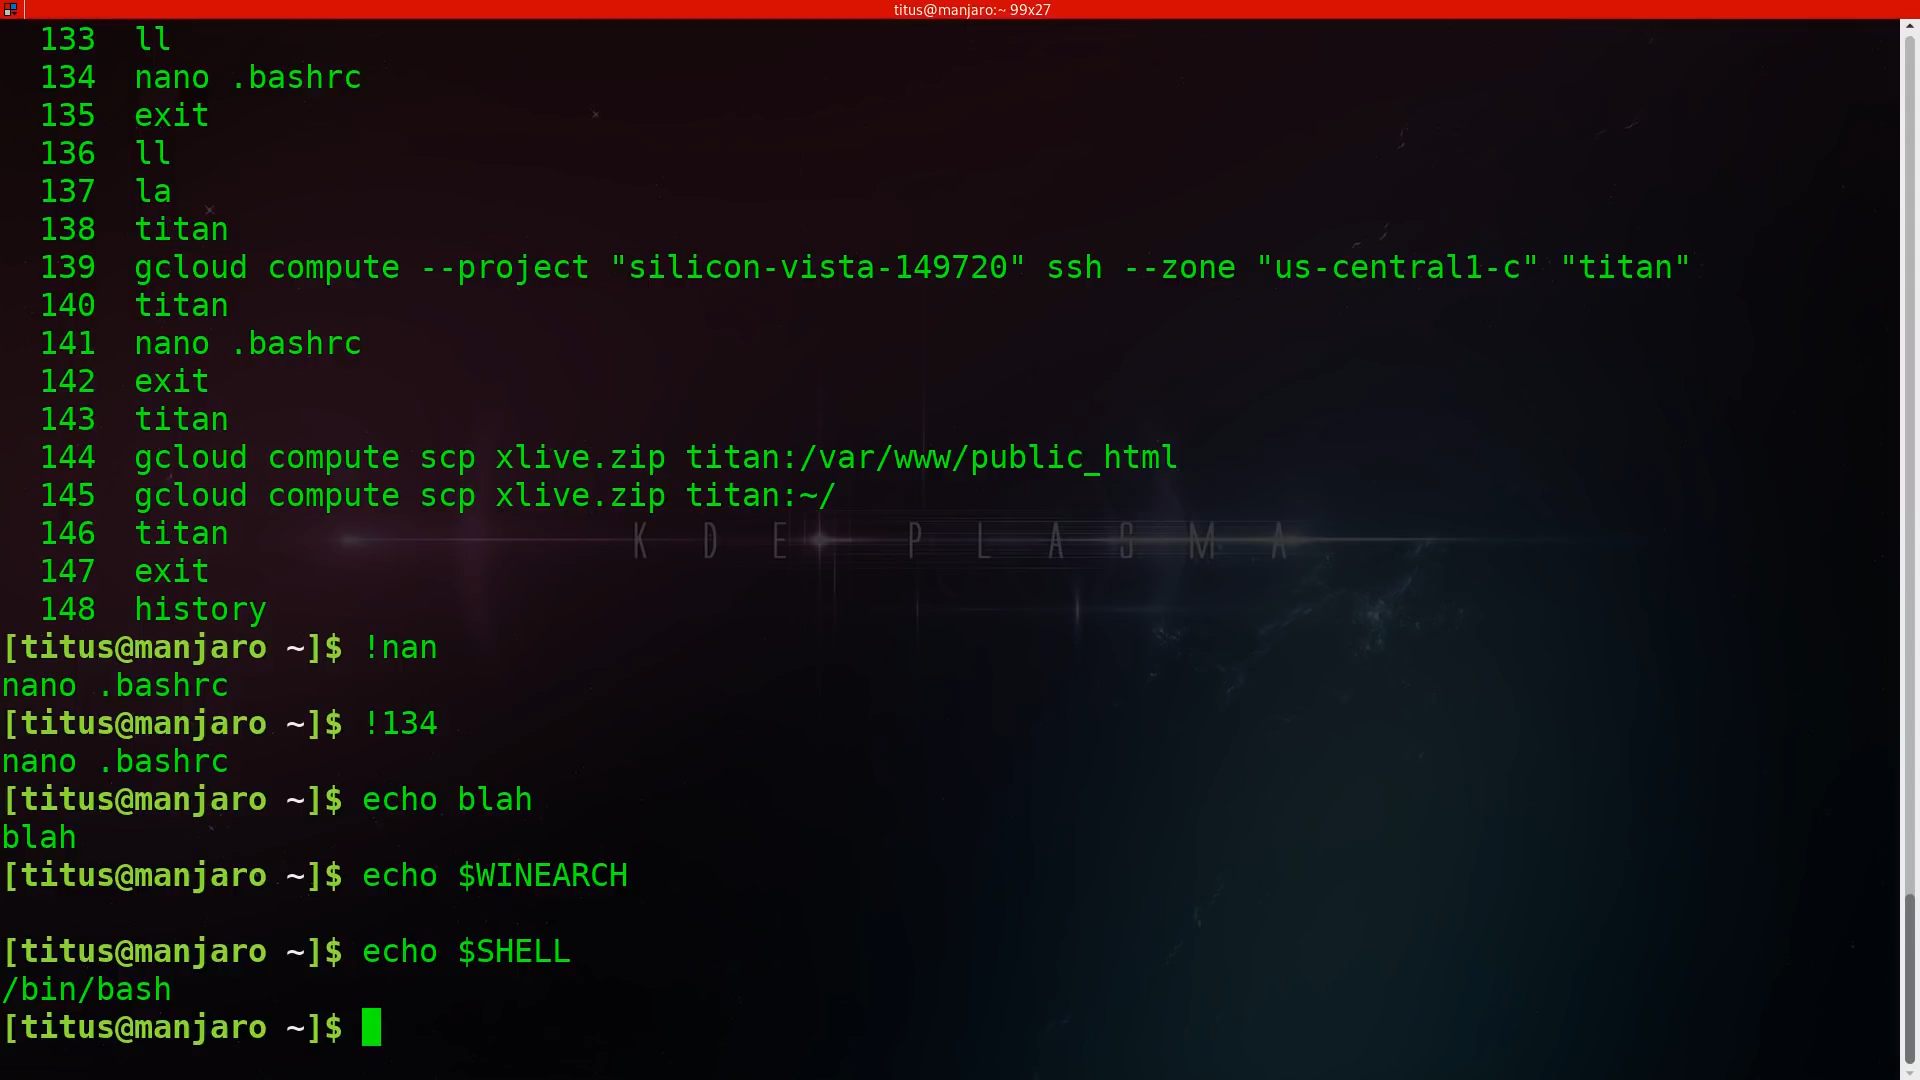 titus@manjaro:~ 99x27
133 ll
134 nano .bashrc
135 exit
136 ll
137 la
138 titan
139 gcloud compute --project "silicon-vista-149720" ssh --zone "us-central1-c" "titan"
140 titan
141 nano .bashrc
142 exit
143 titan
144 gcloud compute scp xlive.zip titan:/var/www/public_html
145 gcloud compute scp xlive.zip titan:~/
146 titan
KDE PLASMA
147 exit
148 history
[titus@manjaro ~]$ !nan
nano .bashrc
[titus@manjaro ~]$ !134
nano .bashrc
[titus@manjaro ~]$ echo blah
blah
[titus@manjaro ~]$ echo $WINEARCH
[titus@manjaro ~]$ echo $SHELL
/bin/bash
[titus@manjaro ~]$